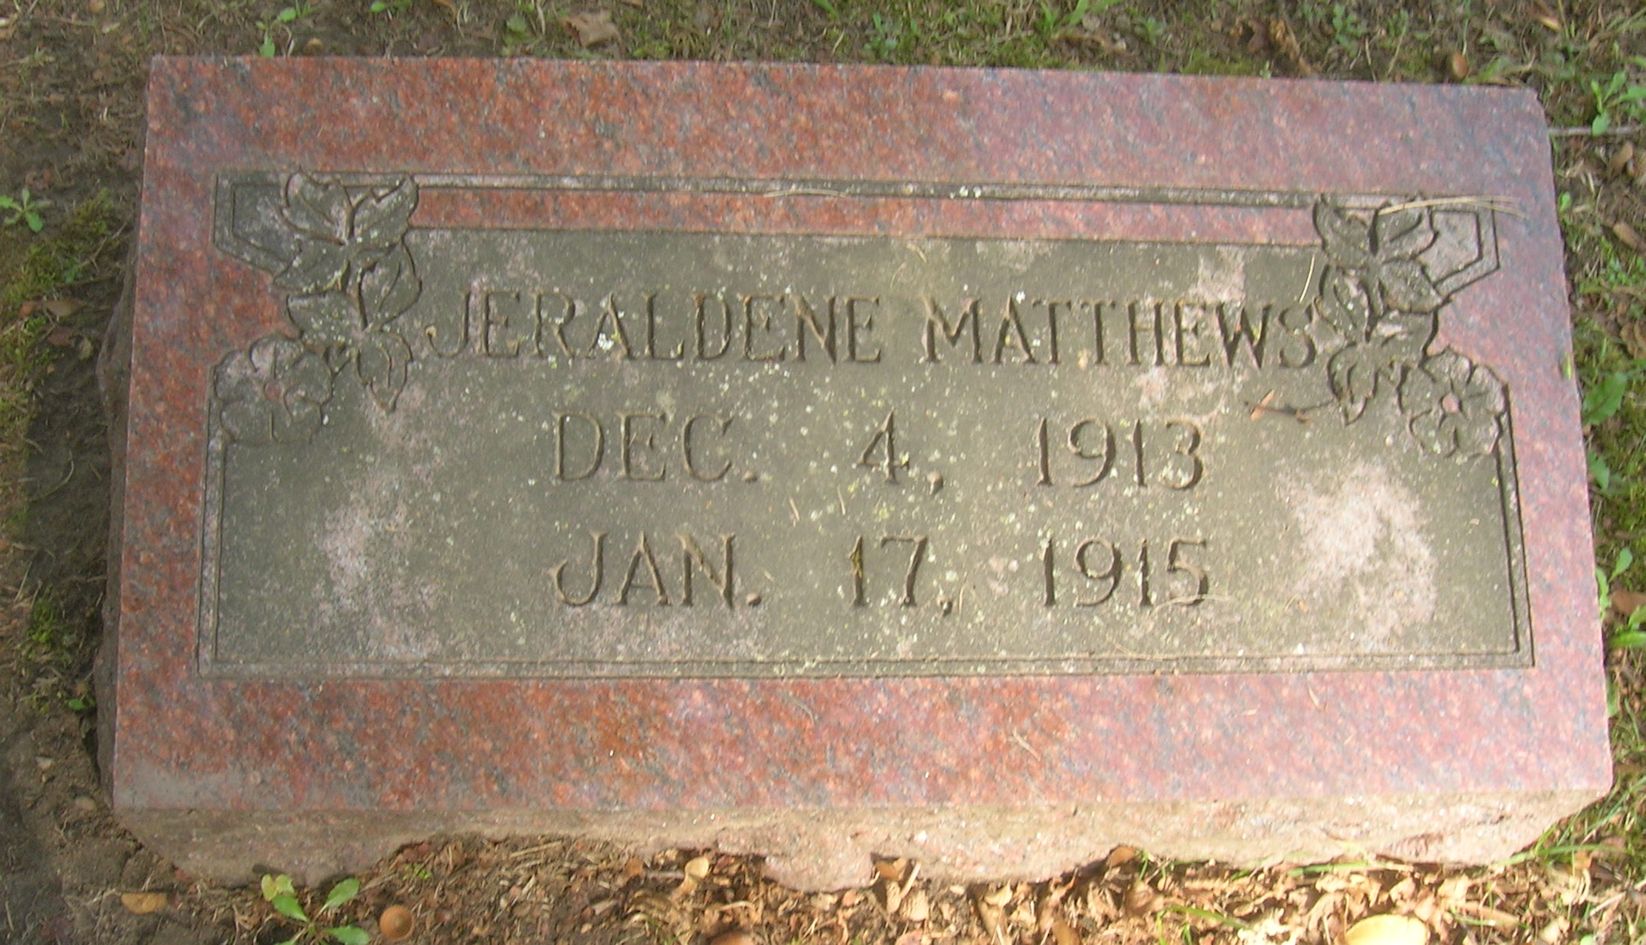 JERALDENE MATTHEWS
DEC. 4, 1913
JAN. 17, 1915